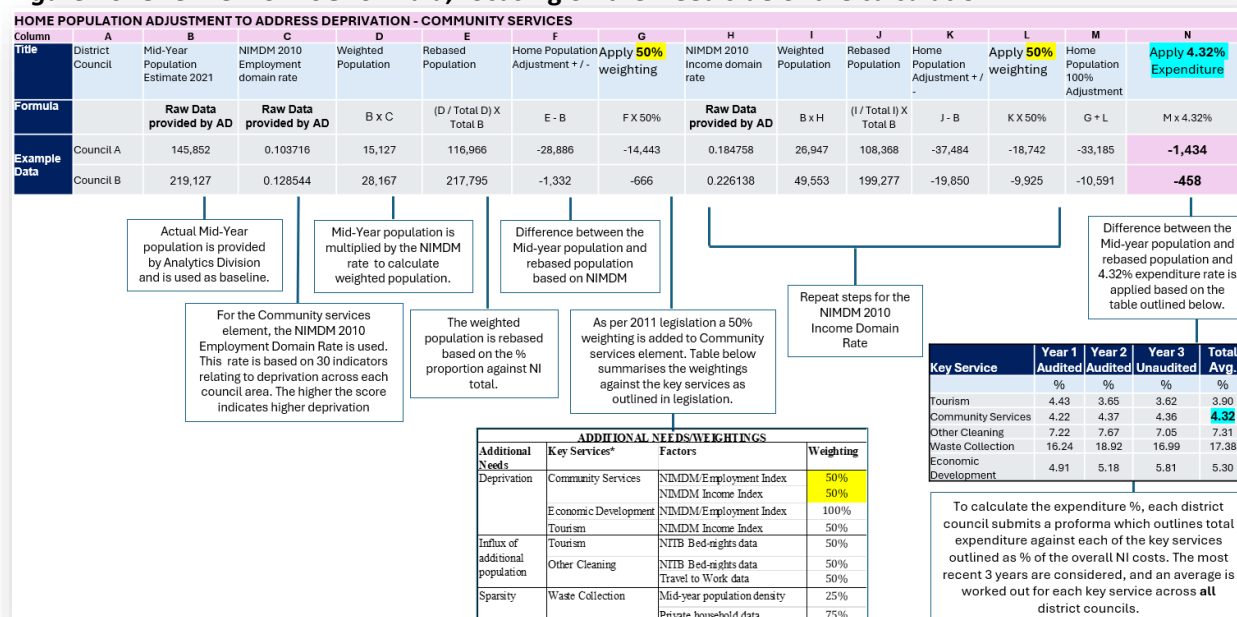 HOME POPULATION ADJUSTMENT TO ADDRESS DEPRIVATION - COMMUNITY SERVICES
Column A B C D E F G H I J K L M N
Title
District Council
Mid-Year Population Estimate 2021
NIMDM 2010 Employment domain rate
Weighted Population
Rebased Population
Home Population Adjustment + / -
Apply 50% weighting
NIMDM 2010 Income domain rate
Weighted Population
Rebased Population
Home Population Adjustment + / -
Apply 50% weighting
Home Population 100% Adjustment
Apply 4.32% Expenditure
Formula
Raw Data provided by AD
Raw Data provided by AD
B x C
(D / Total D) X Total B
E - B
F X 50%
Raw Data provided by AD
B x H
(I / Total I) X Total B
J - B
K X 50%
G + L
M x 4.32%
Example Data
Council A 145,852 0.103716 15,127 116,966 -28,886 -14,443 0.184758 26,947 108,368 -37,484 -18,742 -33,185 -1,434
Council B 219,127 0.128544 28,167 217,795 -1,332 -666 0.226138 49,553 199,277 -19,850 -9,925 -10,591 -458
Actual Mid-Year
population is provided
by Analytics Division
and is used as baseline.
Mid-Year population is
multiplied by the NIMDM
rate to calculate
weighted population.
Difference between the
Mid-year population and
rebased population
based on NIMDM
Difference between the
Mid-year population and
rebased population and
4.32% expenditure rate is
applied based on the
table outlined below.
For the Community services
element, the NIMDM 2010
Employment Domain Rate is used.
This rate is based on 30 indicators
relating to deprivation across each
council area. The higher the score
indicates higher deprivation
The weighted
population is rebased
based on the %
proportion against NI
total.
As per 2011 legislation a 50%
weighting is added to Community
services element. Table below
summarises the weightings
against the key services as
outlined in legislation.
Repeat steps for the
NIMDM 2010
Income Domain
Rate
Key Service Year 1 Audited Year 2 Audited Year 3 Unaudited Total Avg.
% % % %
Tourism 4.43 3.65 3.62 3.90
Community Services 4.22 4.37 4.36 4.32
Other Cleaning 7.22 7.67 7.05 7.31
Waste Collection 16.24 18.92 16.99 17.38
Economic Development 4.91 5.18 5.81 5.30
ADDITIONAL NEEDS/WEIGHTINGS
Additional Needs Key Services* Factors Weighting
Deprivation Community Services NIMDM/Employment Index 50%
NIMDM Income Index 50%
Economic Development NIMDM/Employment Index 100%
Tourism NIMDM Income Index 50%
Influx of additional population Tourism NITB Bed-nights data 50%
Other Cleaning NITB Bed-nights data 50%
Travel to Work data 50%
Sparsity Waste Collection Mid-year population density 25%
Private household data 75%
To calculate the expenditure %, each district
council submits a proforma which outlines total
expenditure against each of the key services
outlined as % of the overall NI costs. The most
recent 3 years are considered, and an average is
worked out for each key service across all
district councils.